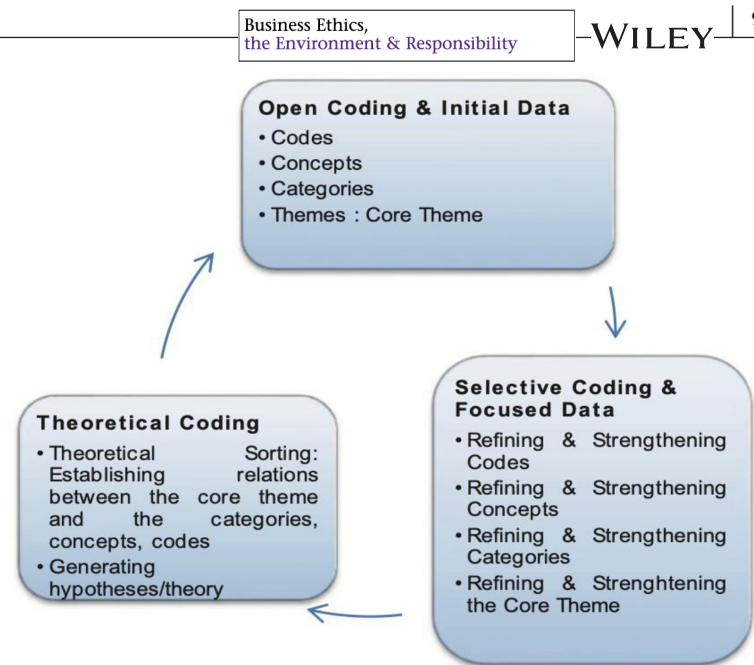 Business Ethics,
the Environment & Responsibility
WILEY
Open Coding & Initial Data
• Codes
• Concepts
• Categories
• Themes : Core Theme
Selective Coding &
Focused Data
• Refining & Strengthening
Codes
• Refining & Strengthening
Concepts
• Refining & Strengthening
Categories
• Refining & Strenghtening
the Core Theme
Theoretical Coding
• Theoretical Sorting:
Establishing relations
between the core theme
and the categories,
concepts, codes
• Generating
hypotheses/theory